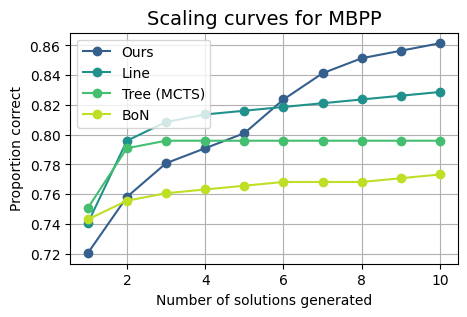 Scaling curves for MBPP
Proportion correct
0.86
0.84
0.82
0.80
0.78
0.76
0.74
0.72
Ours
Line
Tree (MCTS)
BoN
2
4
6
8
10
Number of solutions generated